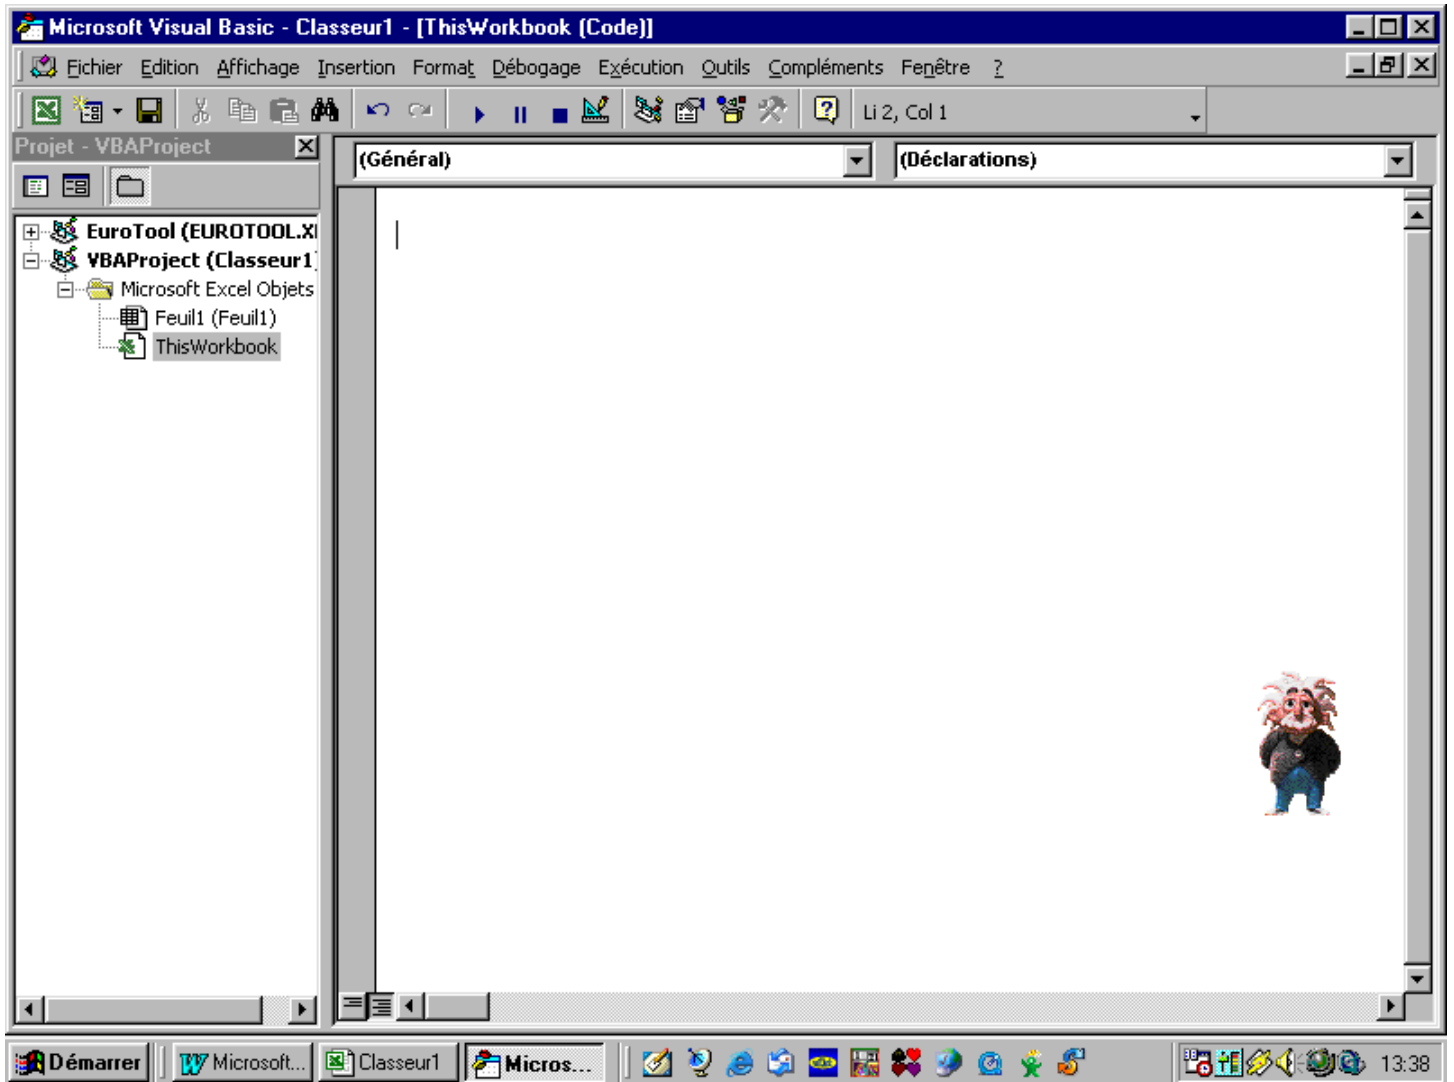 Microsoft Visual Basic - Classeur1 - [ThisWorkbook (Code)]
Fichier Edition Affichage Insertion Format Débogage Exécution Outils Compléments Fenêtre ?
Li 2, Col 1
Projet - VBAProject
(Général) (Déclarations)
EuroTool (EUROTOOL.X
VBAProject (Classeur1
Microsoft Excel Objets
Feuil1 (Feuil1)
ThisWorkbook
Démarrer Microsoft... Classeur1 Micros... 13:38